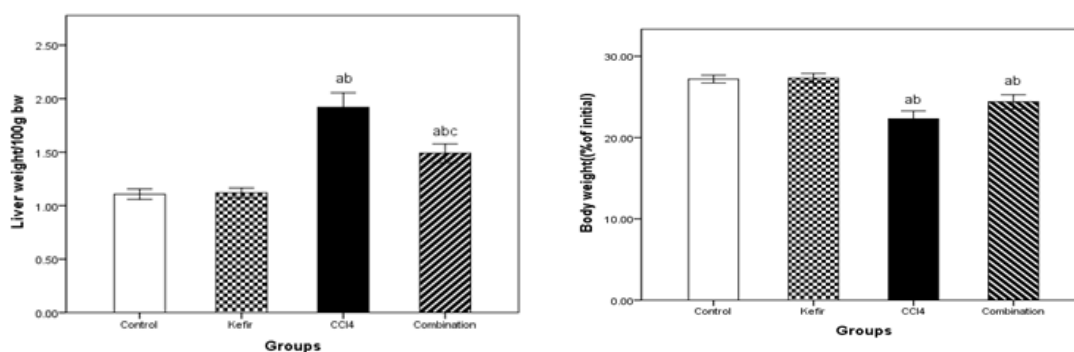 Liver weight/100g bw
2.50
2.00
1.50
1.00
0.50
0.00
ab
abc
Control Kefir CCl4 Combination
Groups
Body weight((%of initial)
30.00
20.00
10.00
0.00
ab
ab
Control Kefir CCl4 Combination
Groups